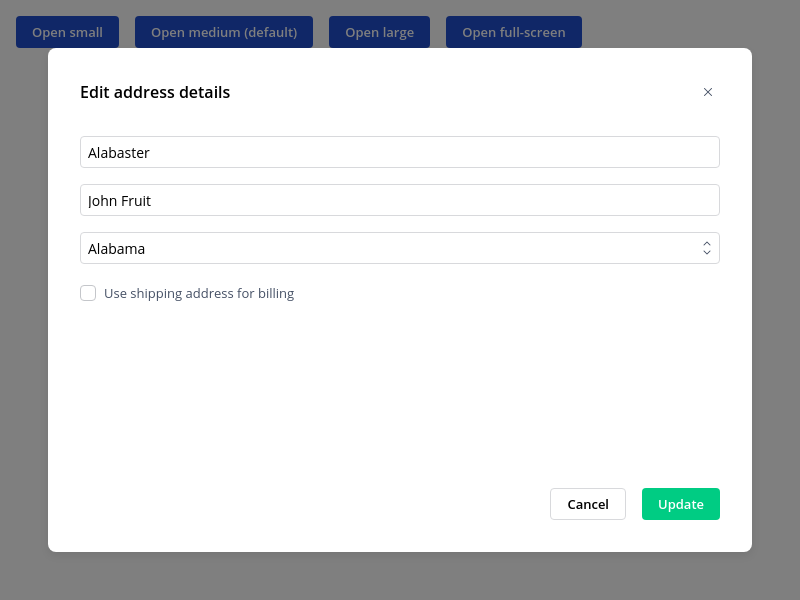 Open small Open medium (default) Open large Open full-screen
Edit address details
Alabaster
John Fruit
Alabama
Use shipping address for billing
Cancel Update